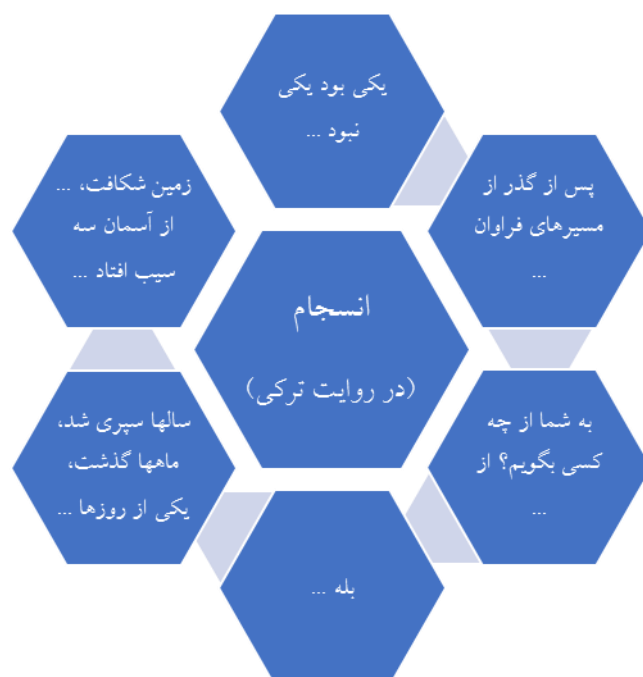 یکی بود یکی
نبود ...
پس از گذر از
مسیرهای فراوان
...
به شما از چه
کسی بگویم؟ از
...
بله ...
سالها سپری شد،
ماهها گذشت،
یکی از روزها ...
زمین شکافت، ...
از آسمان سه
سیب افتاد ...
انسجام
(در روایت ترکی)